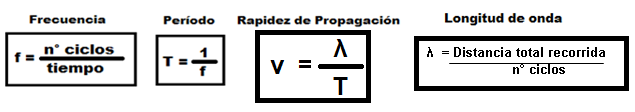 Frecuencia
f = n° ciclos
tiempo
Período
T = 1
f
Rapidez de Propagación
v = λ
T
Longitud de onda
λ = Distancia total recorrida
n° ciclos